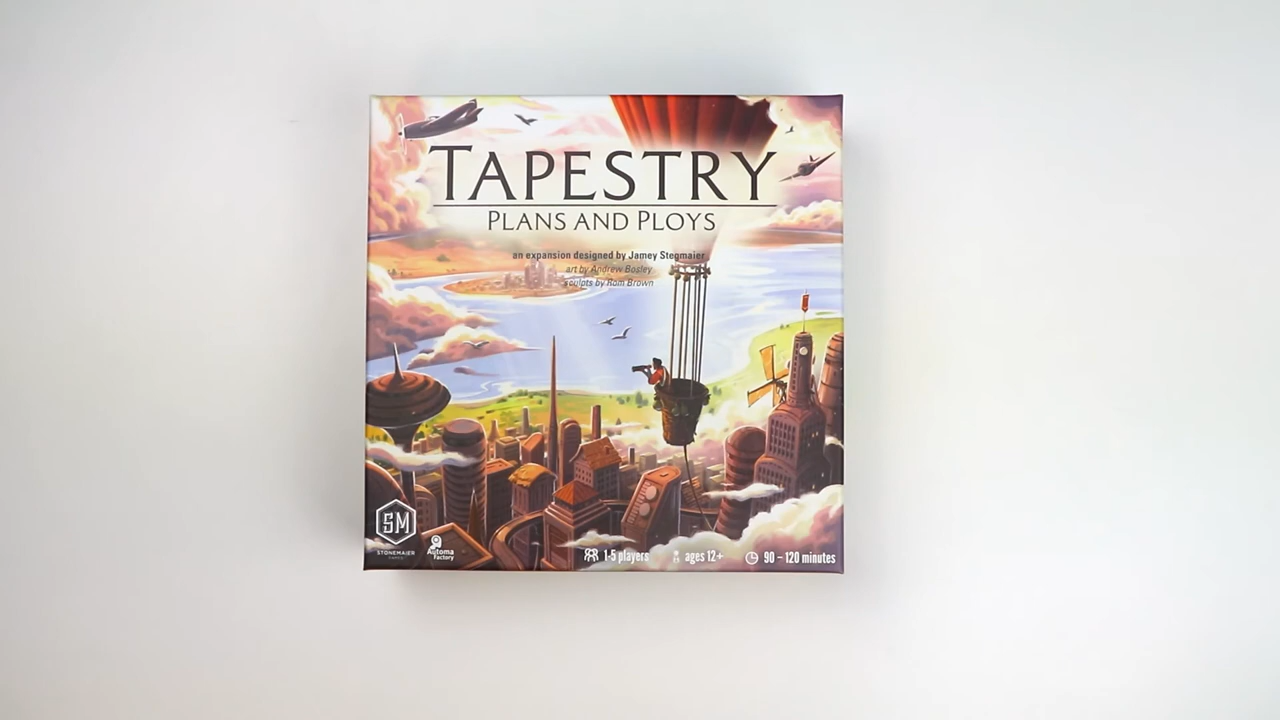 TAPESTRY
PLANS AND PLOYS
an expansion designed by Jamey Stegmaier
art by Andrew Bosley
sculpts by Rom Brown
SM
STONEMAIER
GAMES
Automa
Factory
1-5 players
ages 12+
90 – 120 minutes